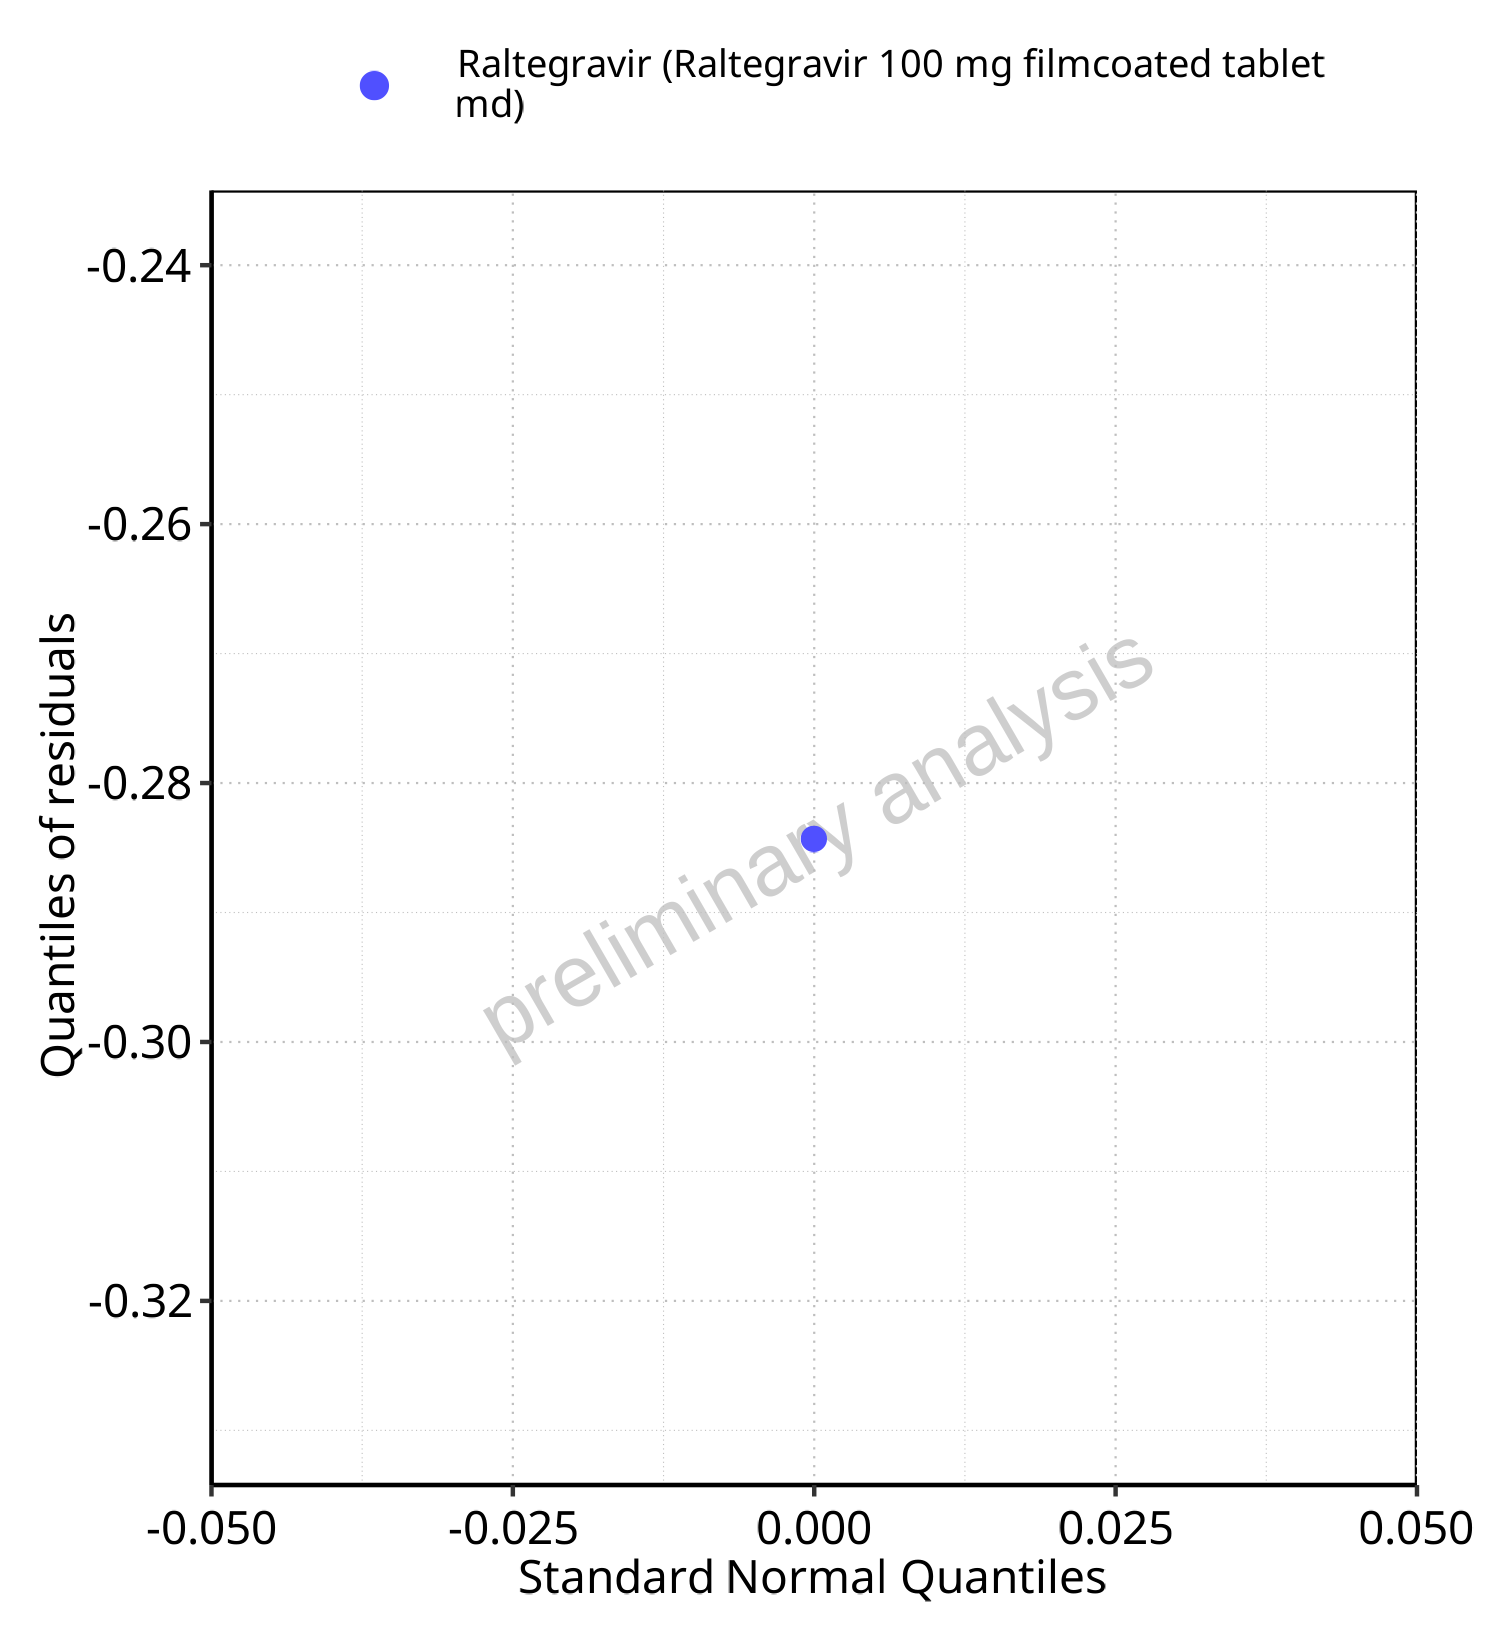 Raltegravir (Raltegravir 100 mg filmcoated tablet
md)
-0.24
-0.26
-0.28
-0.30
-0.32
Quantiles of residuals
preliminary analysis
-0.050
-0.025
0.000
0.025
0.050
Standard Normal Quantiles